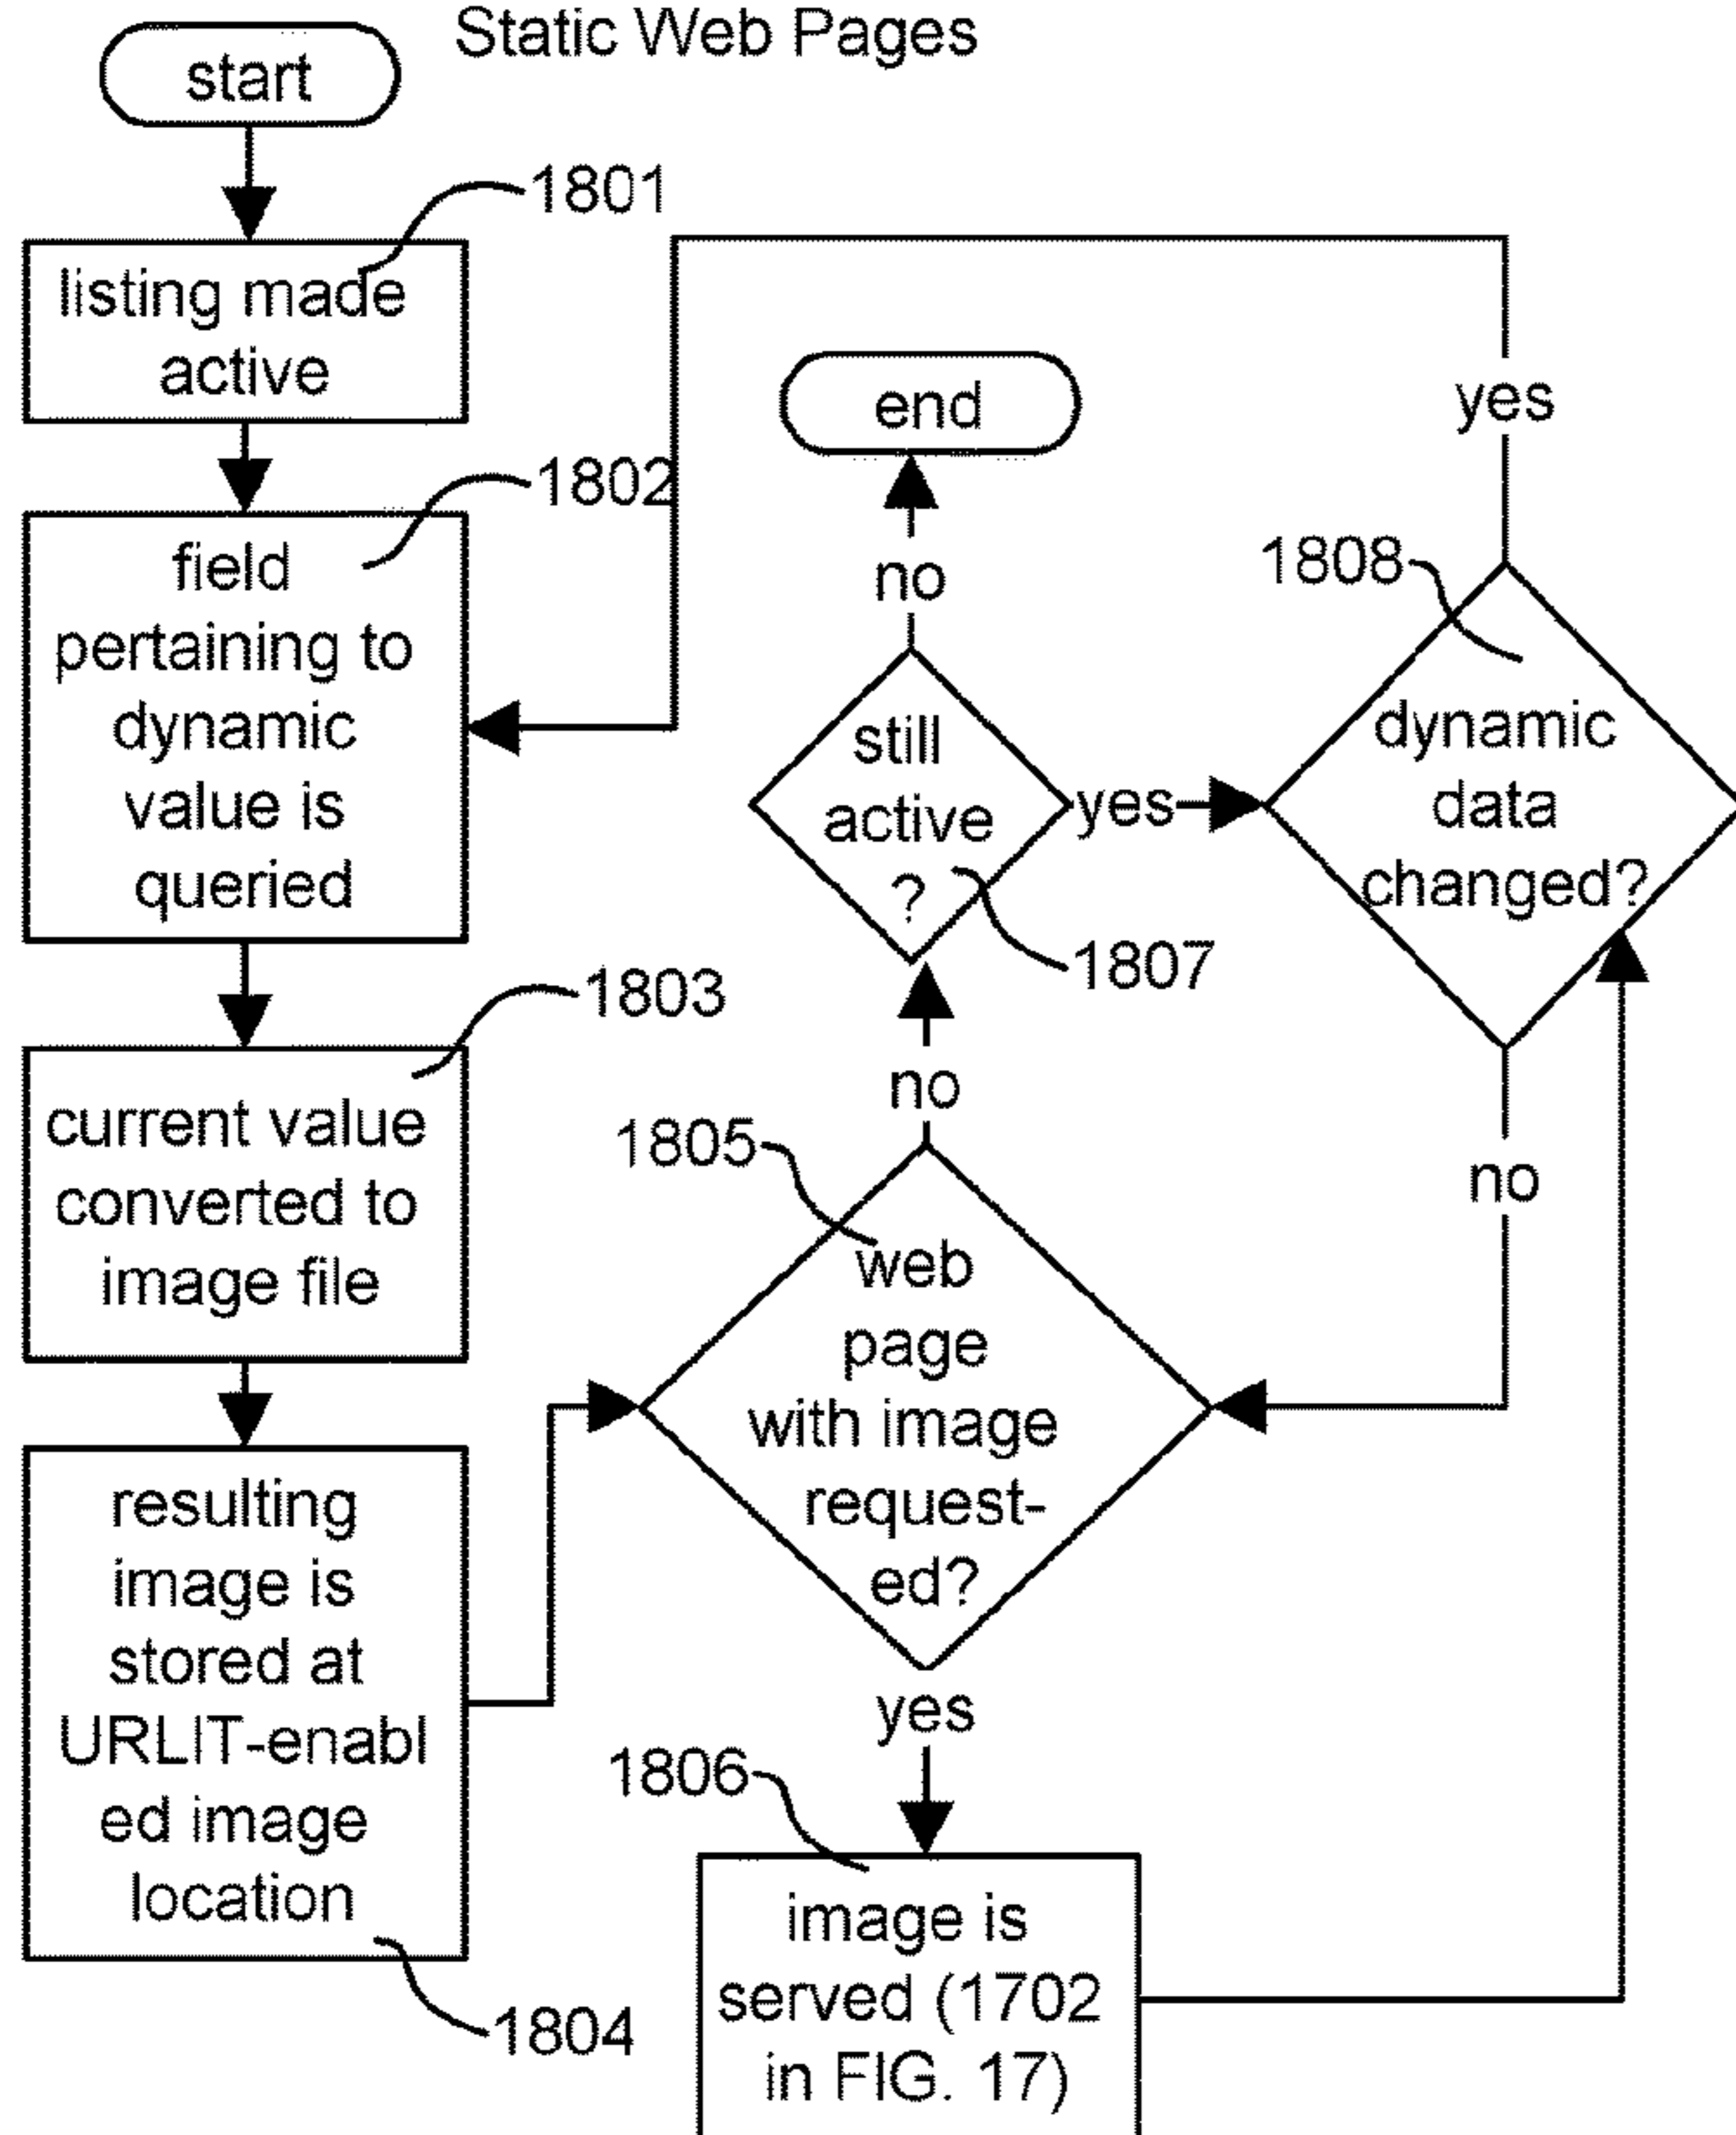 Static Web Pages
start
1801
listing made
active
1802
field
pertaining to
dynamic
value is
queried
1803
current value
converted to
image file
resulting
image is
stored at
URLIT-enabl
ed image
location
1804
end
no
still
active
?
1807
yes
yes
1808
dynamic
data
changed?
no
no
1805
web
page
with image
request-
ed?
yes
1806
image is
served (1702
in FIG. 17)